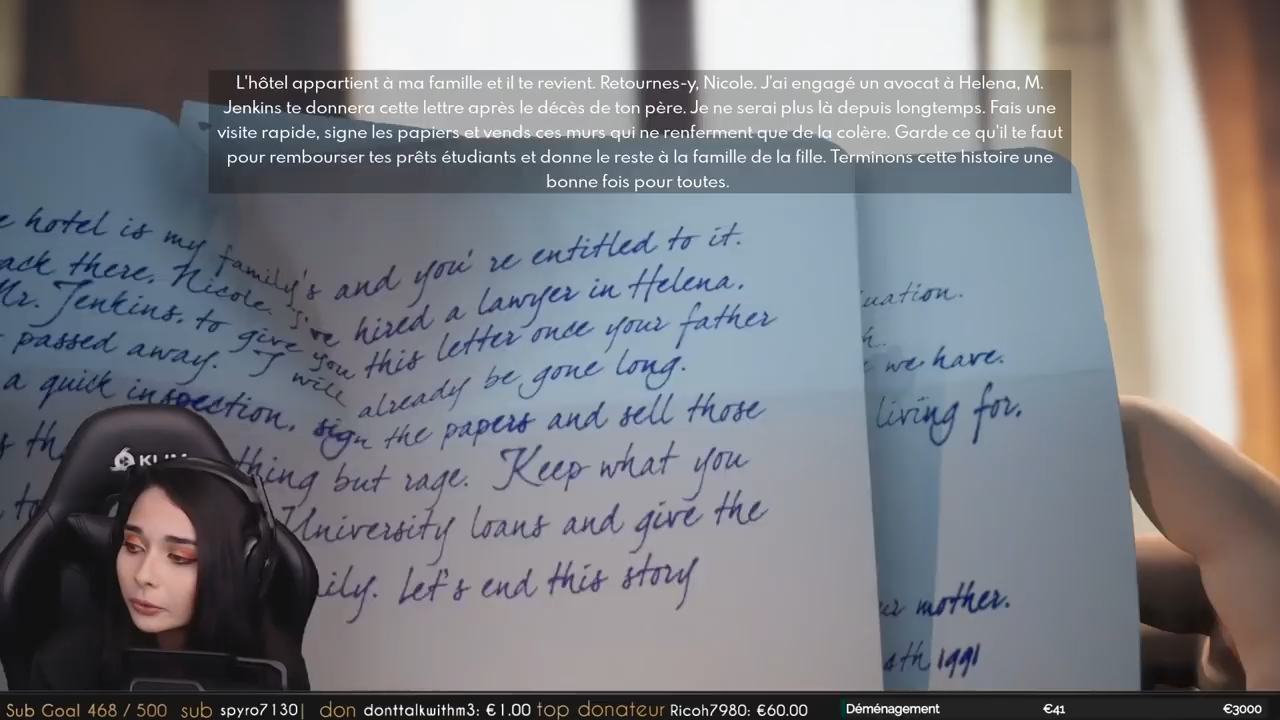 L'hôtel appartient à ma famille et il te revient. Retournes-y, Nicole. J'ai engagé un avocat à Helena, M.
Jenkins te donnera cette lettre après le décès de ton père. Je ne serai plus là depuis longtemps. Fais une
visite rapide, signe les papiers et vends ces murs qui ne renferment que de la colère. Garde ce qu'il te faut
pour rembourser tes prêts étudiants et donne le reste à la famille de la fille. Terminons cette histoire une
bonne fois pour toutes.
hotel is my family's and you're entitled to it.
there, Nicole. I've hired a lawyer in Helena.
Mr. Jenkins, to give you this letter once your father
passed away. I will already be gone long.
a quick inspection, sign the papers and sell those
thing but rage. Keep what you
University loans and give the
Let's end this story
we have.
living for.
mother.
1991
KLIM
Sub Goal 468 / 500 sub spyro7130 | don donttalkwithm3: €1.00 top donateur Ricoh7980: €60.00 Déménagement €41 €3000